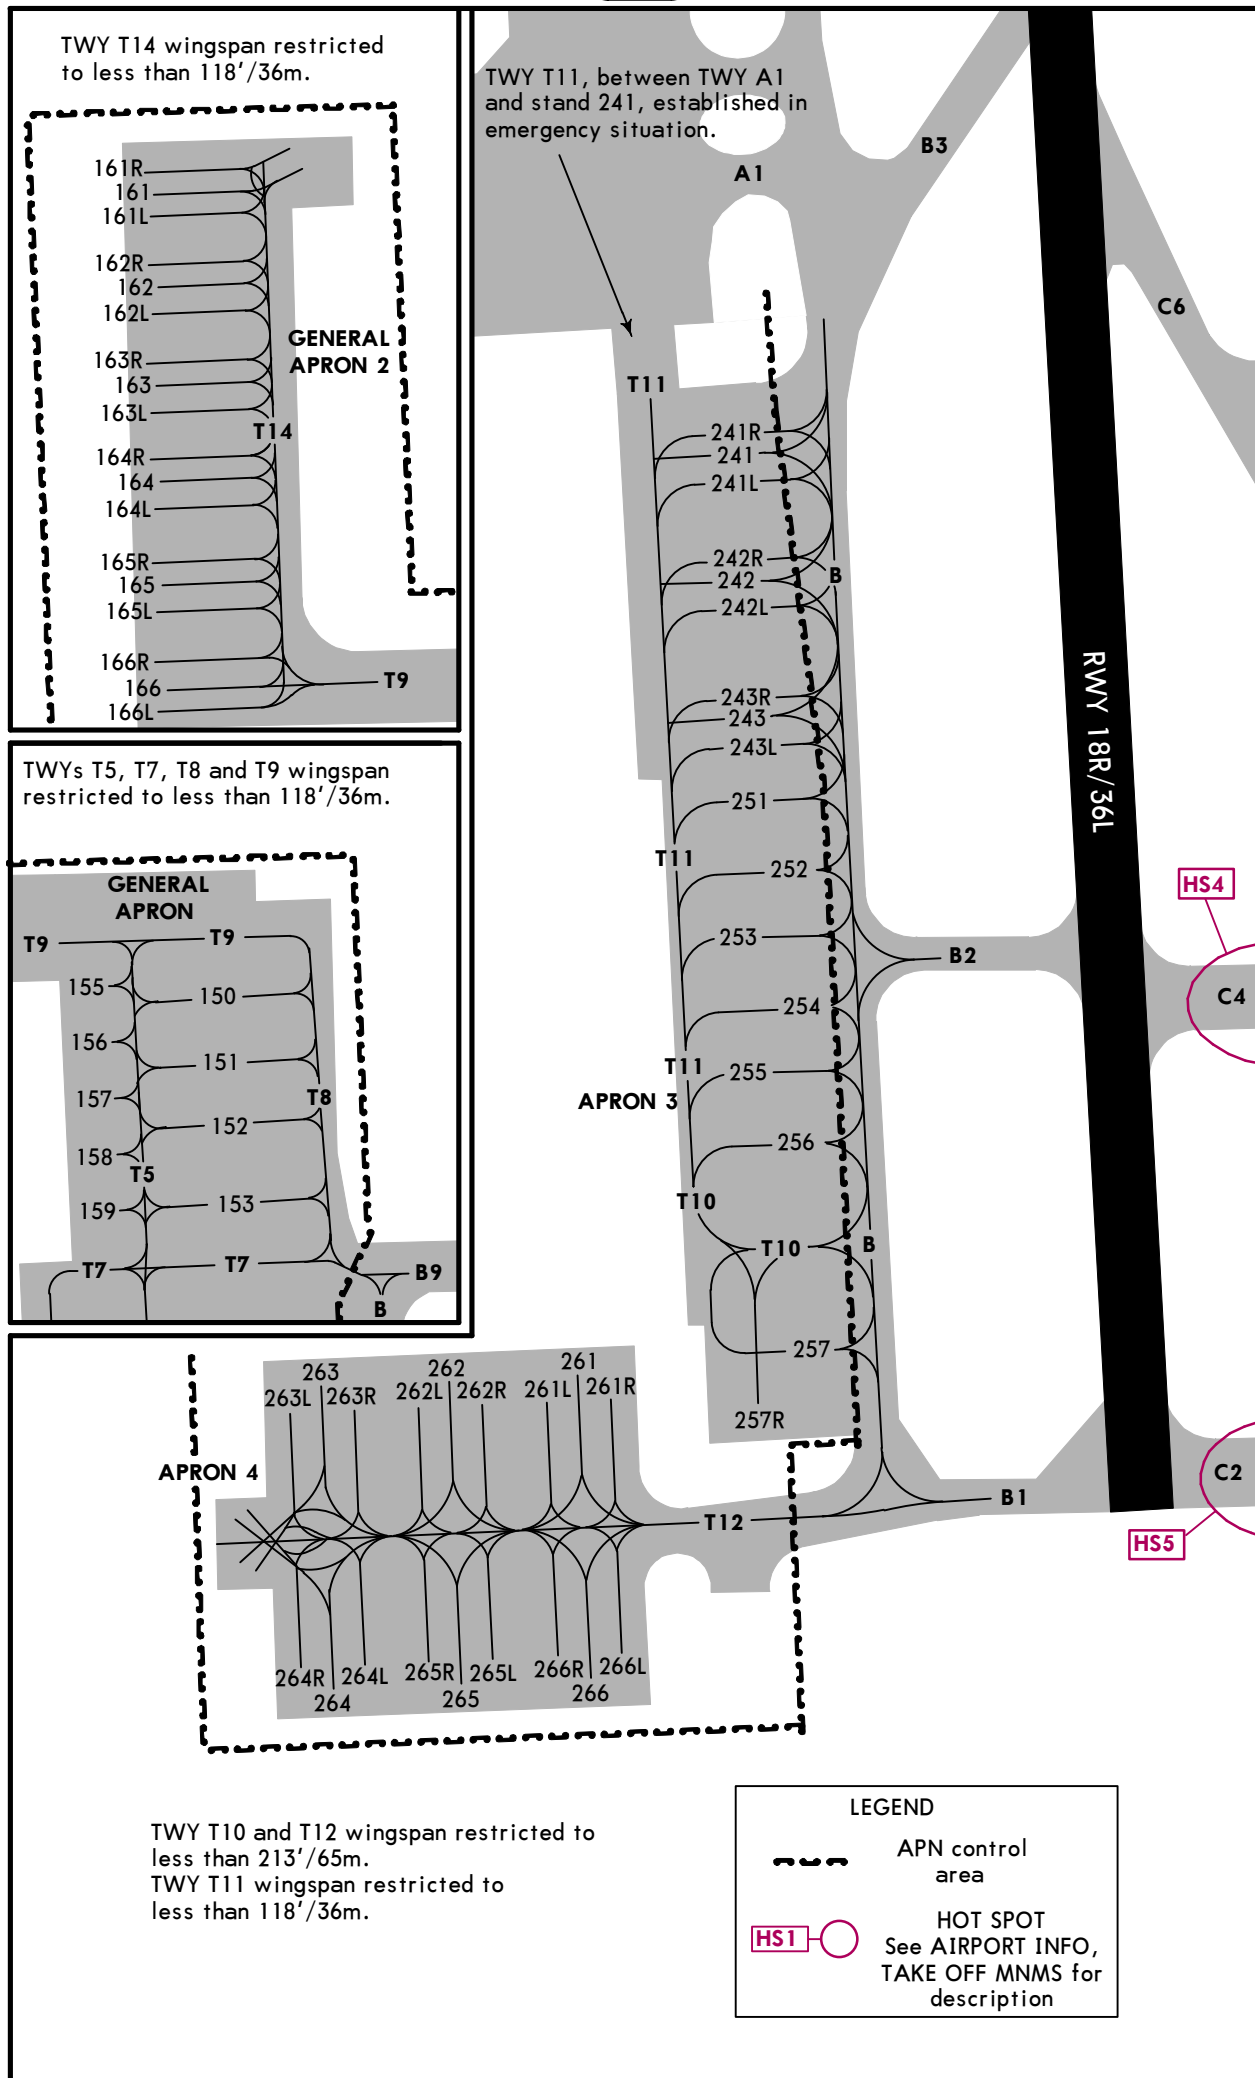 TWY T14 wingspan restricted
to less than 118'/36m.
161R
161
161L
162R
162
162L
GENERAL
APRON 2
163R
163
163L
T14
164R
164
164L
165R
165
165L
166R
166
166L
T9
TWYs T5, T7, T8 and T9 wingspan
restricted to less than 118'/36m.
GENERAL
APRON
T9
T9
155
150
156
151
157
T8
152
158
T5
159
153
T7
T7
B9
B
TWY T11, between TWY A1
and stand 241, established in
emergency situation.
A1
B3
C6
T11
241R
241
241L
242R
242
242L
B
243R
243
243L
251
T11
252
253
B2
254
T11
255
APRON 3
256
T10
T10
B
257
257R
RWY 18R/36L
HS4
C4
C2
HS5
B1
T12
263
262
261
263L
263R
262L
262R
261L
261R
APRON 4
264R
264L
265R
265L
266R
266L
264
265
266
TWY T10 and T12 wingspan restricted to
less than 213'/65m.
TWY T11 wingspan restricted to
less than 118'/36m.
LEGEND
APN control
area
HS1
HOT SPOT
See AIRPORT INFO,
TAKE OFF MNMS for
description